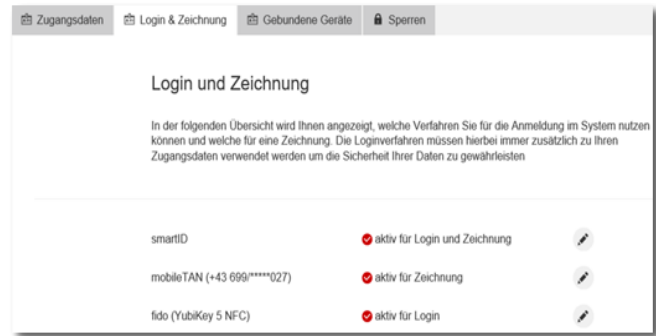 Zugangsdaten Login & Zeichnung Gebundene Geräte Sperren
Login und Zeichnung
In der folgenden Übersicht wird Ihnen angezeigt, welche Verfahren Sie für die Anmeldung im System nutzen
können und welche für eine Zeichnung. Die Loginverfahren müssen hierbei immer zusätzlich zu Ihren
Zugangsdaten verwendet werden um die Sicherheit Ihrer Daten zu gewährleisten
smartID aktiv für Login und Zeichnung
mobileTAN (+43 699/*****027) aktiv für Zeichnung
fido (YubiKey 5 NFC) aktiv für Login